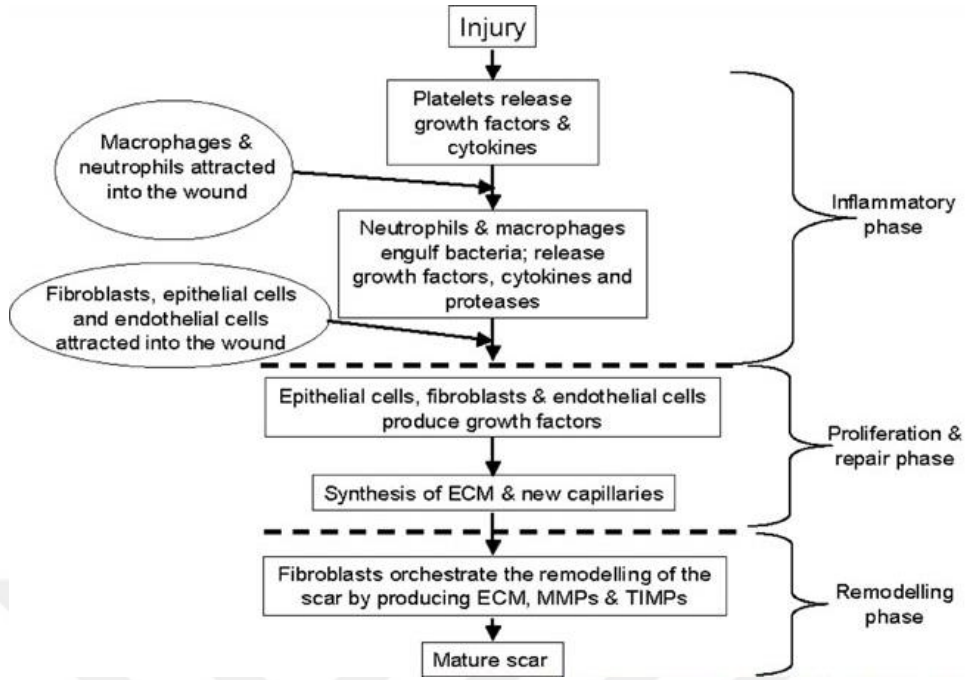 Injury
Platelets release
growth factors &
cytokines
Macrophages &
neutrophils attracted
into the wound
Neutrophils & macrophages
engulf bacteria; release
growth factors, cytokines and
proteases
Inflammatory
phase
Fibroblasts, epithelial cells
and endothelial cells
attracted into the wound
Epithelial cells, fibroblasts & endothelial cells
produce growth factors
Proliferation &
repair phase
Synthesis of ECM & new capillaries
Fibroblasts orchestrate the remodelling of the
scar by producing ECM, MMPs & TIMPs
Remodelling
phase
Mature scar